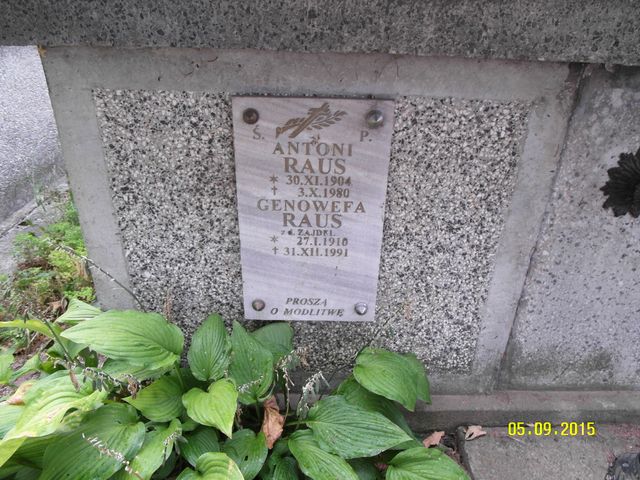 Ś. P.
ANTONI
RAUS
* 30.XI.1904
† 3.X.1980
GENOWEFA
RAUS
z d. ZAJDEL
* 27.I.1910
† 31.XII.1991
PROSZĄ
O MODLITWĘ
05.09.2015